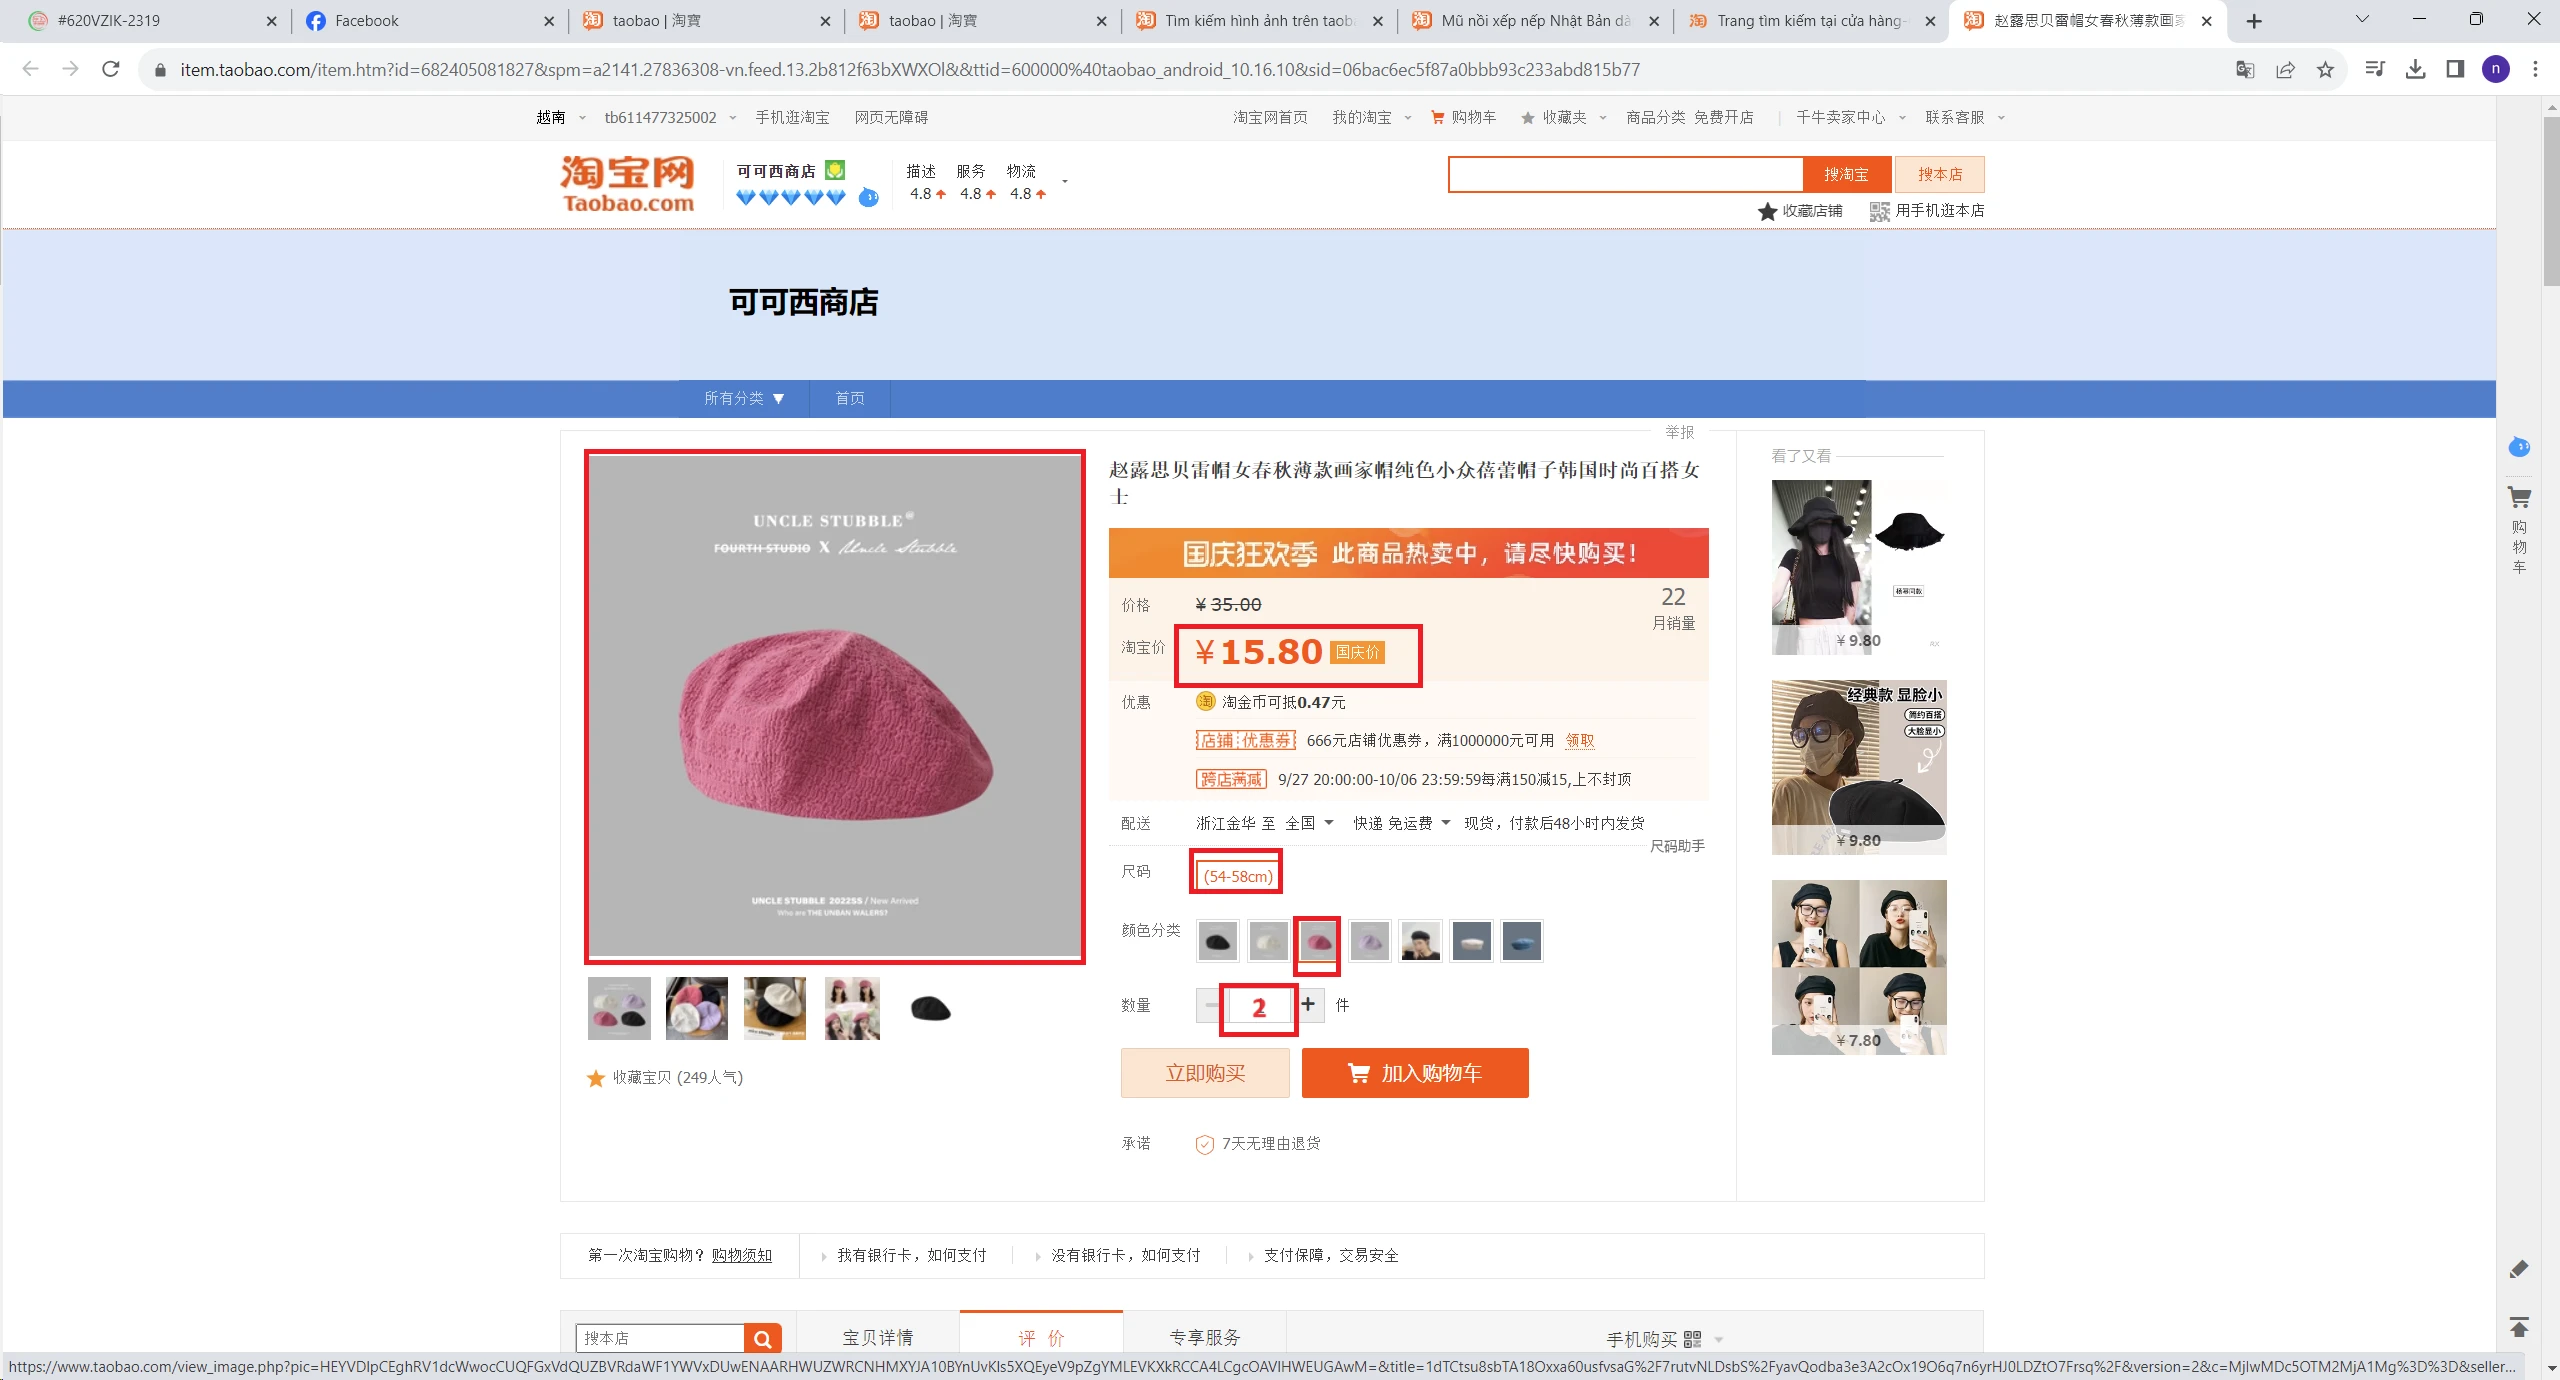 #620VZIK-2319
Facebook
taobao | 淘寶
taobao | 淘寶
Tìm kiếm hình ảnh trên taob
Mũ nồi xếp nếp Nhật Bản dà
Trang tìm kiếm tại cửa hàng-
赵露思贝雷帽女春秋薄款画家
item.taobao.com/item.htm?id=682405081827&spm=a2141.27836308-vn.feed.13.2b812f63bXWXOl&&ttid=600000%40taobao_android_10.16.10&sid=06bac6ec5f87a0bbb93c233abd815b77
n
越南 tb611477325002 手机逛淘宝 网页无障碍
淘宝网首页 我的淘宝 购物车 收藏夹 商品分类 免费开店 | 千牛卖家中心 联系客服
淘宝网
Taobao.com
可可西商店
描述 服务 物流
4.8 4.8 4.8
搜淘宝 搜本店
收藏店铺 用手机逛本店
可可西商店
所有分类 ▼ 首页
举报
UNCLE STUBBLE
FOURTH STUDIO X Uncle Stubble
UNCLE STUBBLE 2022SS / New Arrived
Who are THE UNBAN WALERS?
收藏宝贝 (249人气)
赵露思贝雷帽女春秋薄款画家帽纯色小众蓓蕾帽子韩国时尚百搭女
士
国庆狂欢季 此商品热卖中，请尽快购买！
价格 ¥ 35.00
22
月销量
淘宝价 ¥15.80 国庆价
优惠 淘 淘金币可抵0.47元
店铺 优惠券 666元店铺优惠券，满1000000元可用 领取
跨店满减 9/27 20:00:00-10/06 23:59:59每满150减15,上不封顶
配送 浙江金华 至 全国 快递 免运费 现货，付款后48小时内发货
尺码助手
尺码 (54-58cm)
颜色分类
数量 2 + 件
立即购买 加入购物车
承诺 7天无理由退货
看了又看
杨幂同款
¥ 9.80
经典款 显脸小
简约百搭
大脸显小
¥ 9.80
¥ 7.80
购
物
车
第一次淘宝购物？ 购物须知 我有银行卡，如何支付 没有银行卡，如何支付 支付保障，交易安全
搜本店 宝贝详情 评 价 专享服务 手机购买